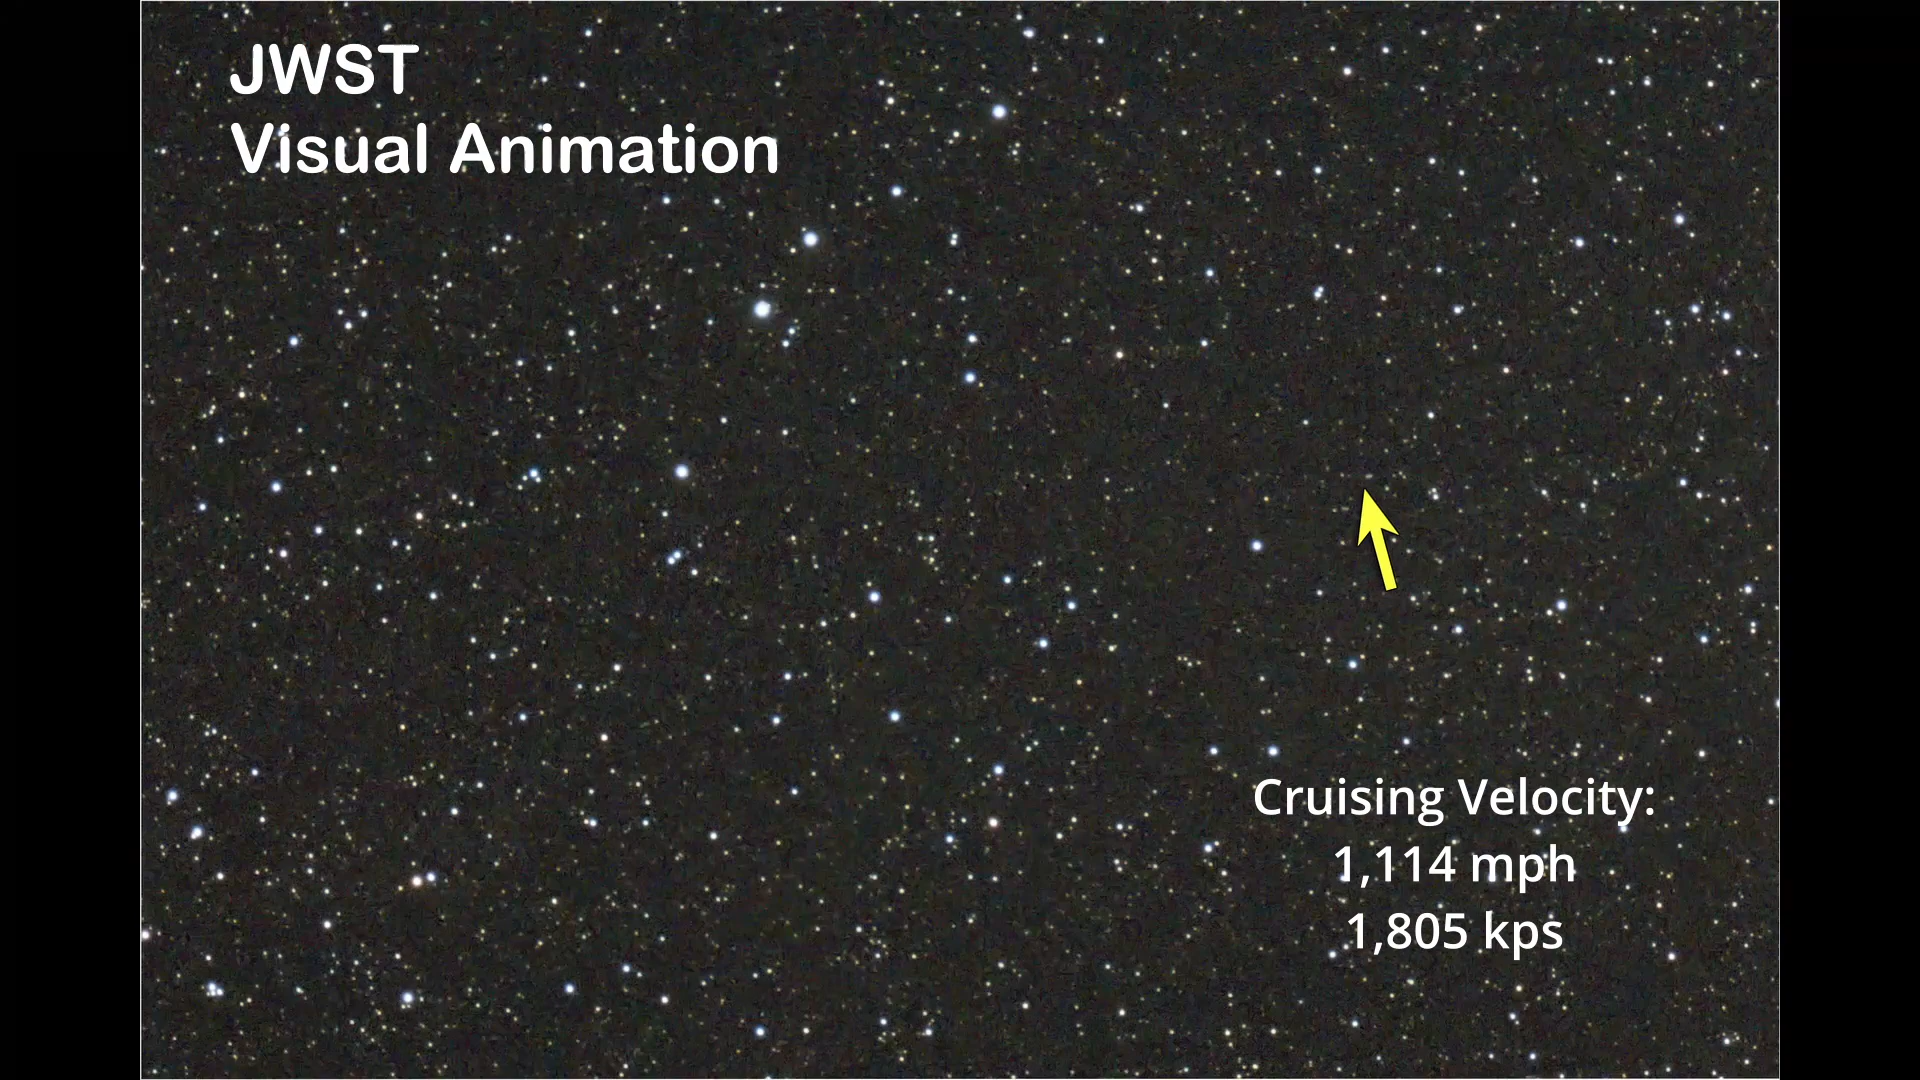 JWST
Visual Animation
Cruising Velocity:
1,114 mph
1,805 kps